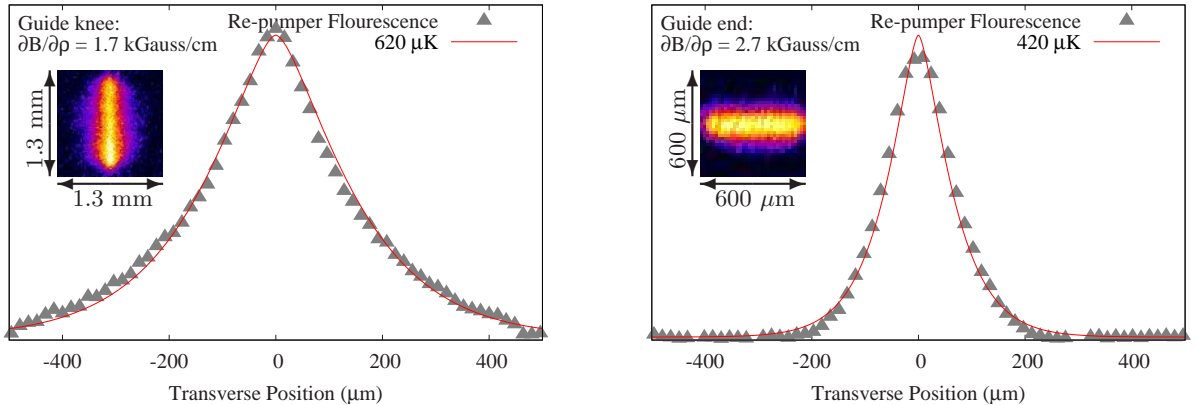 Guide knee:
∂B/∂ρ = 1.7 kGauss/cm
Re-pumper Flourescence
620 μK
1.3 mm
1.3 mm
-400 -200 0 200 400
Transverse Position (μm)
Guide end:
∂B/∂ρ = 2.7 kGauss/cm
Re-pumper Flourescence
420 μK
600 μm
600 μm
-400 -200 0 200 400
Transverse Position (μm)